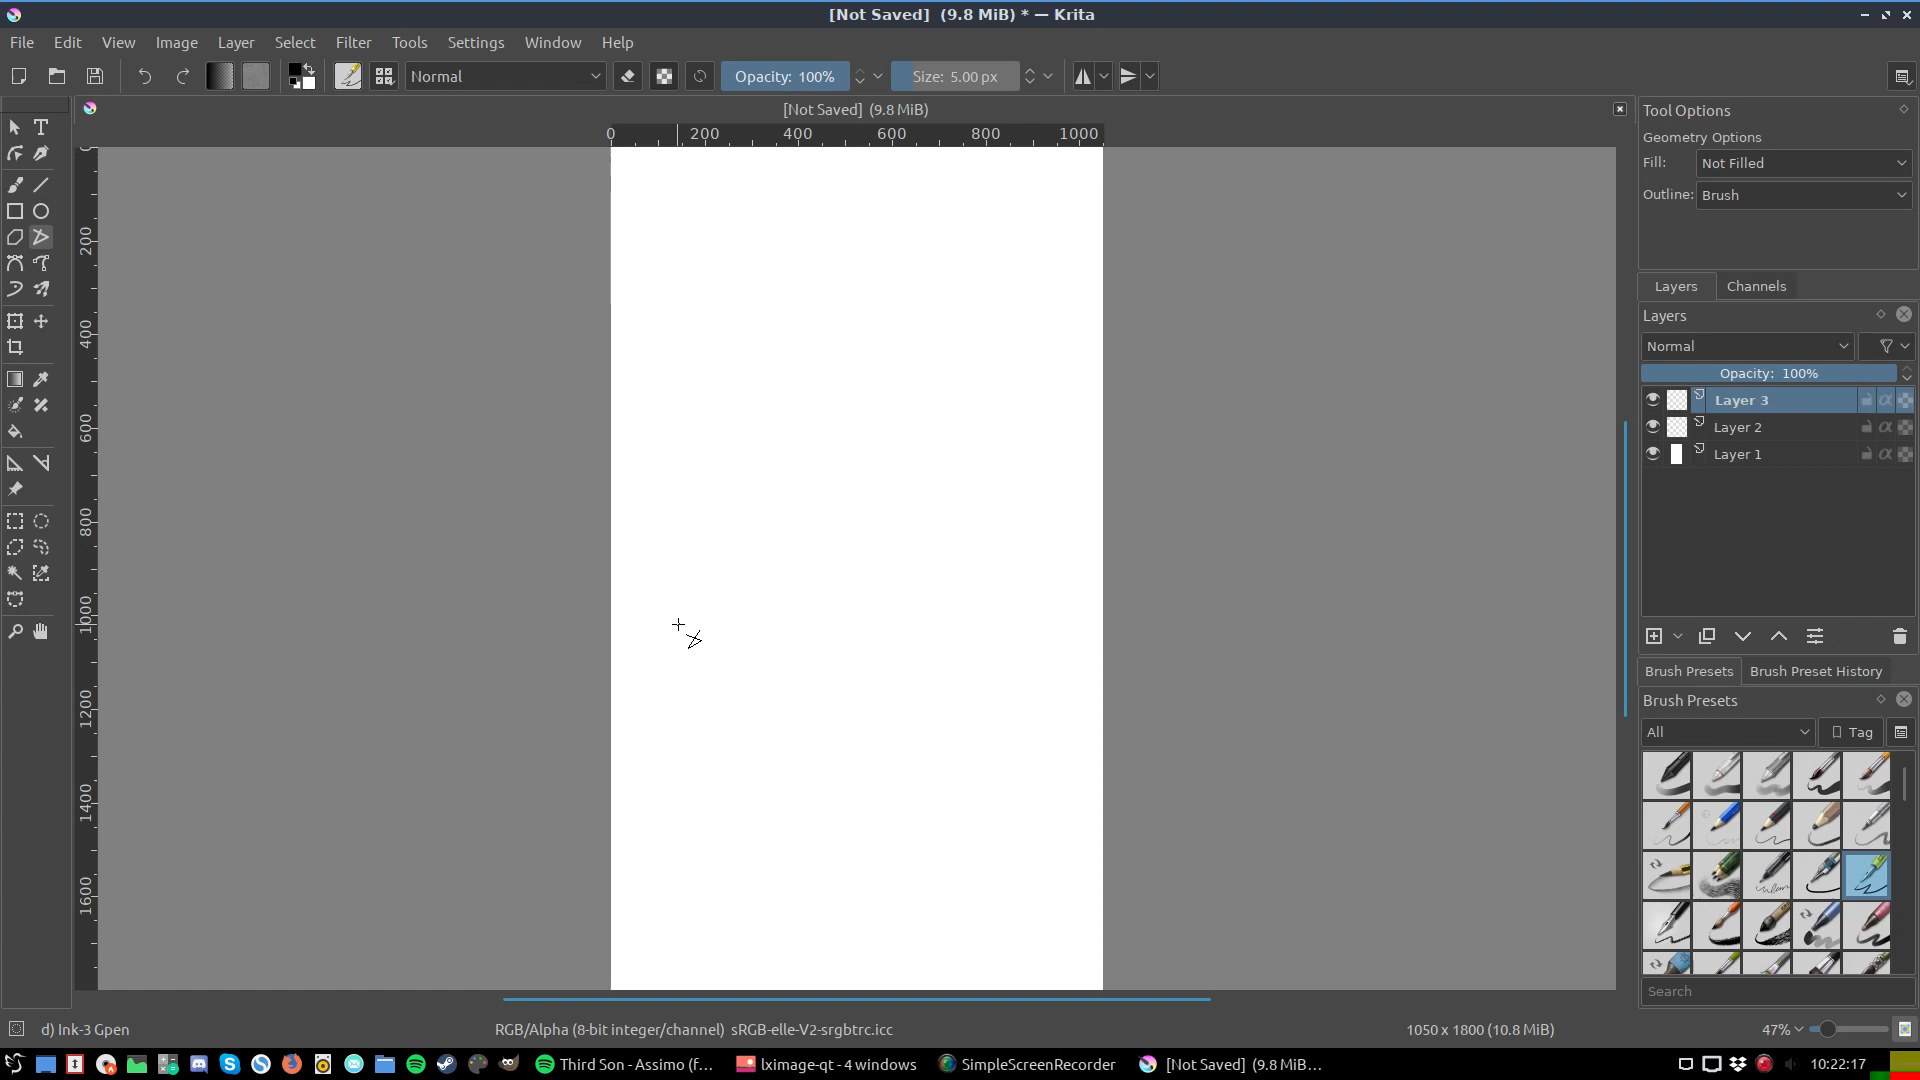 [Not Saved]  (9.8 MiB) * — Krita
File Edit View Image Layer Select Filter Tools Settings Window Help
Normal Opacity: 100% Size: 5.00 px
[Not Saved]  (9.8 MiB)
0 200 400 600 800 1000
0
200
400
600
800
1000
1200
1400
1600
Tool Options
Geometry Options
Fill: Not Filled
Outline: Brush
Layers Channels
Layers
Normal
Opacity: 100%
Layer 3
Layer 2
Layer 1
Brush Presets Brush Preset History
Brush Presets
All Tag
Search
d) Ink-3 Gpen RGB/Alpha (8-bit integer/channel)  sRGB-elle-V2-srgbtrc.icc 1050 x 1800 (10.8 MiB) 47%
Third Son - Assimo (f... lximage-qt - 4 windows SimpleScreenRecorder [Not Saved]  (9.8 MiB... 10:22:17